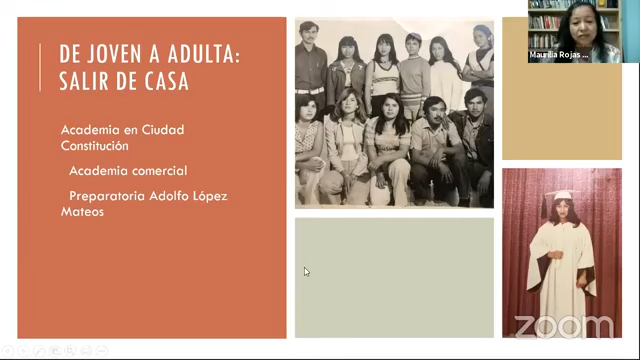 DE JOVEN A ADULTA:
SALIR DE CASA
Academia en Ciudad
Constitución
Academia comercial
Preparatoria Adolfo López
Mateos
Maurilia Rojas ...
zoom